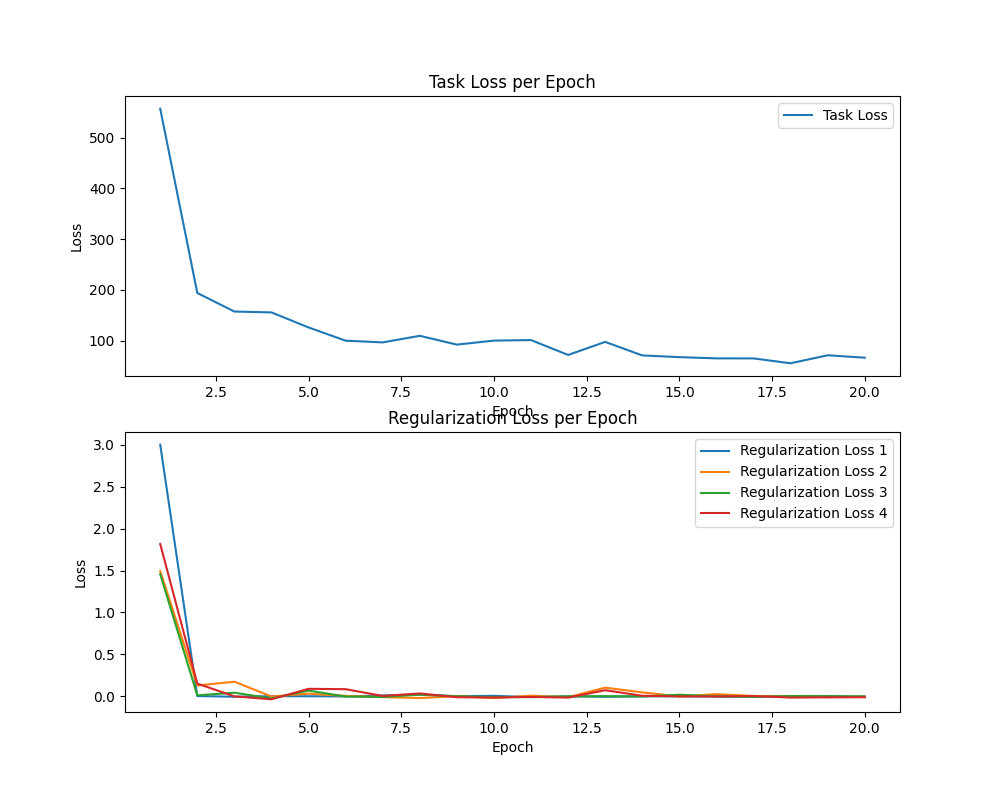 Task Loss per Epoch
Task Loss
500
400
300
200
100
Loss
2.5 5.0 7.5 10.0 12.5 15.0 17.5 20.0
Epoch
Regularization Loss per Epoch
Regularization Loss 1
Regularization Loss 2
Regularization Loss 3
Regularization Loss 4
3.0
2.5
2.0
1.5
1.0
0.5
0.0
Loss
2.5 5.0 7.5 10.0 12.5 15.0 17.5 20.0
Epoch